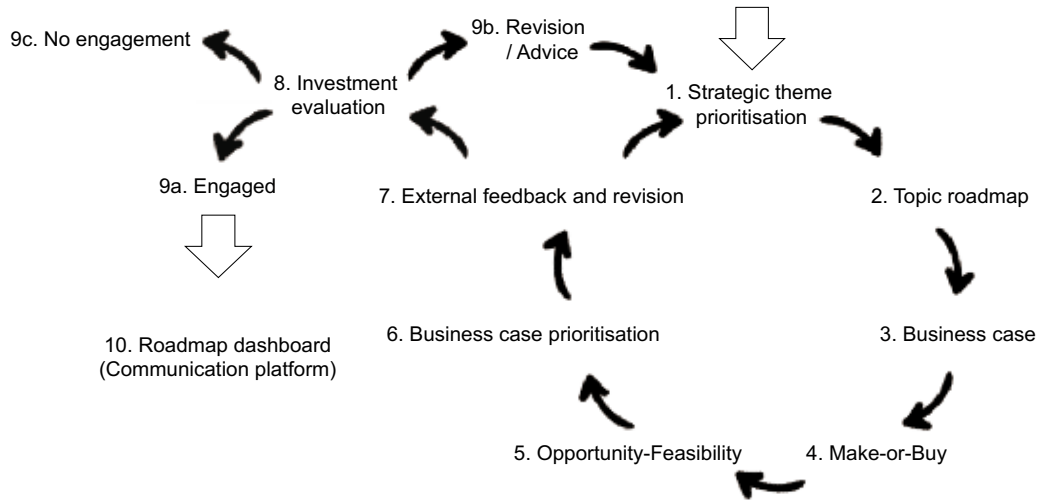 9c. No engagement
9b. Revision
/ Advice
8. Investment
evaluation
1. Strategic theme
prioritisation
9a. Engaged
7. External feedback and revision
2. Topic roadmap
6. Business case prioritisation
3. Business case
10. Roadmap dashboard
(Communication platform)
5. Opportunity-Feasibility
4. Make-or-Buy